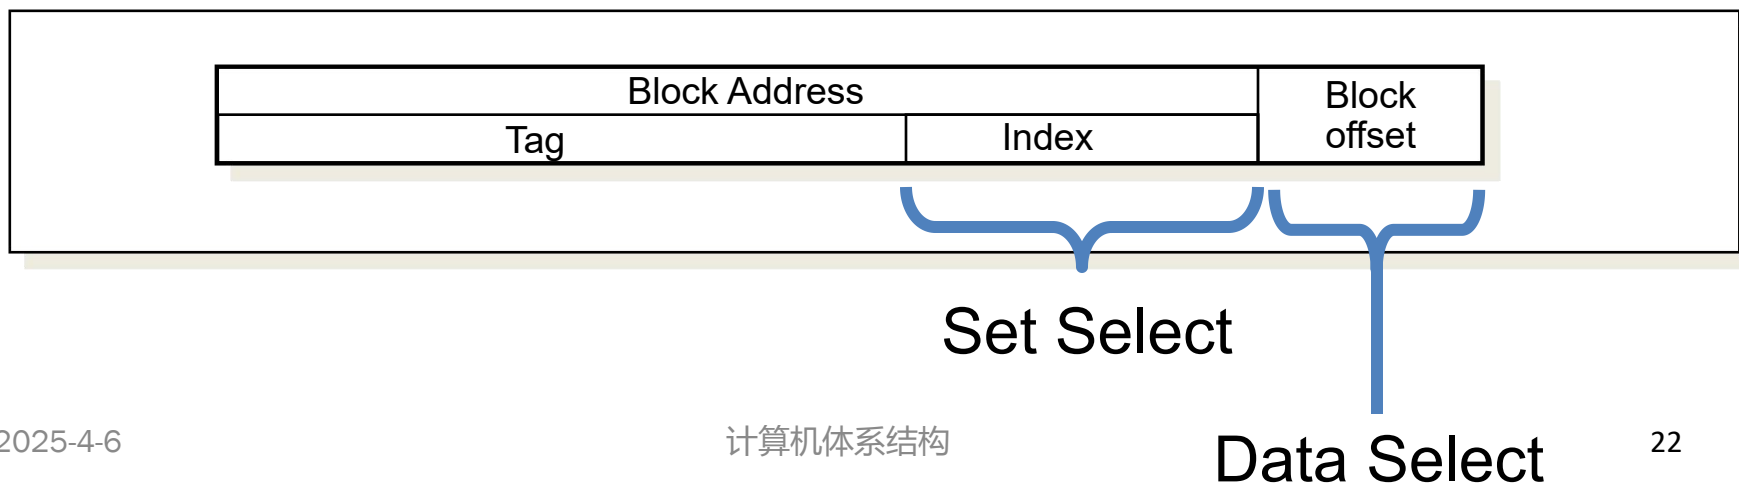 Block Address
Block
offset
Tag
Index
Set Select
Data Select
2025-4-6
计算机体系结构
22